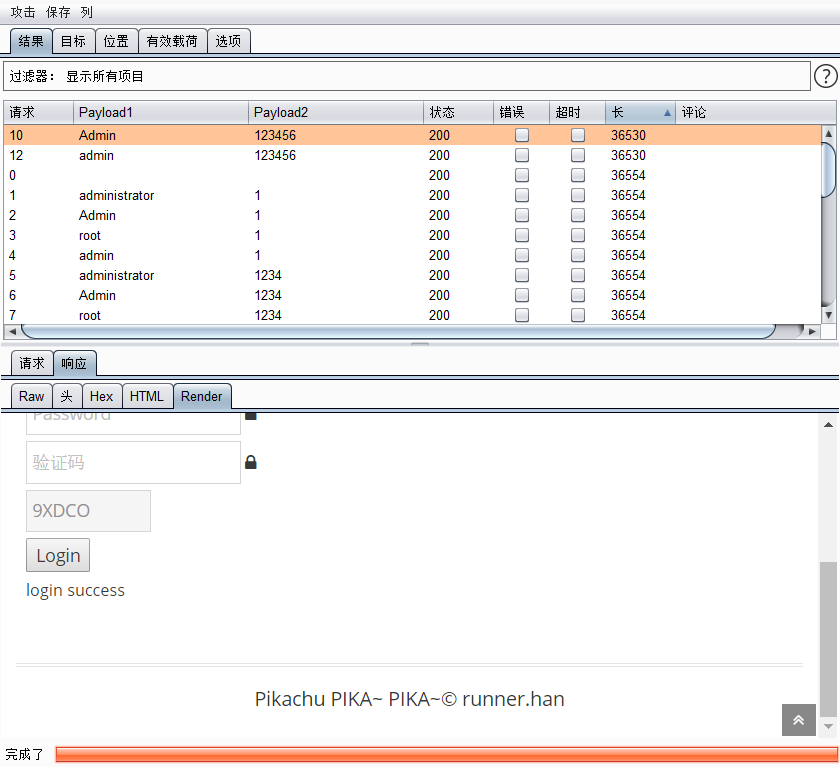 攻击 保存 列
结果 目标 位置 有效载荷 选项
过滤器： 显示所有项目 ?
请求 Payload1 Payload2 状态 错误 超时 长 评论
10 Admin 123456 200 36530
12 admin 123456 200 36530
0 200 36554
1 administrator 1 200 36554
2 Admin 1 200 36554
3 root 1 200 36554
4 admin 1 200 36554
5 administrator 1234 200 36554
6 Admin 1234 200 36554
7 root 1234 200 36554
请求 响应
Raw 头 Hex HTML Render
Password
验证码
9XDCO
Login
login success
Pikachu PIKA~ PIKA~© runner.han
完成了